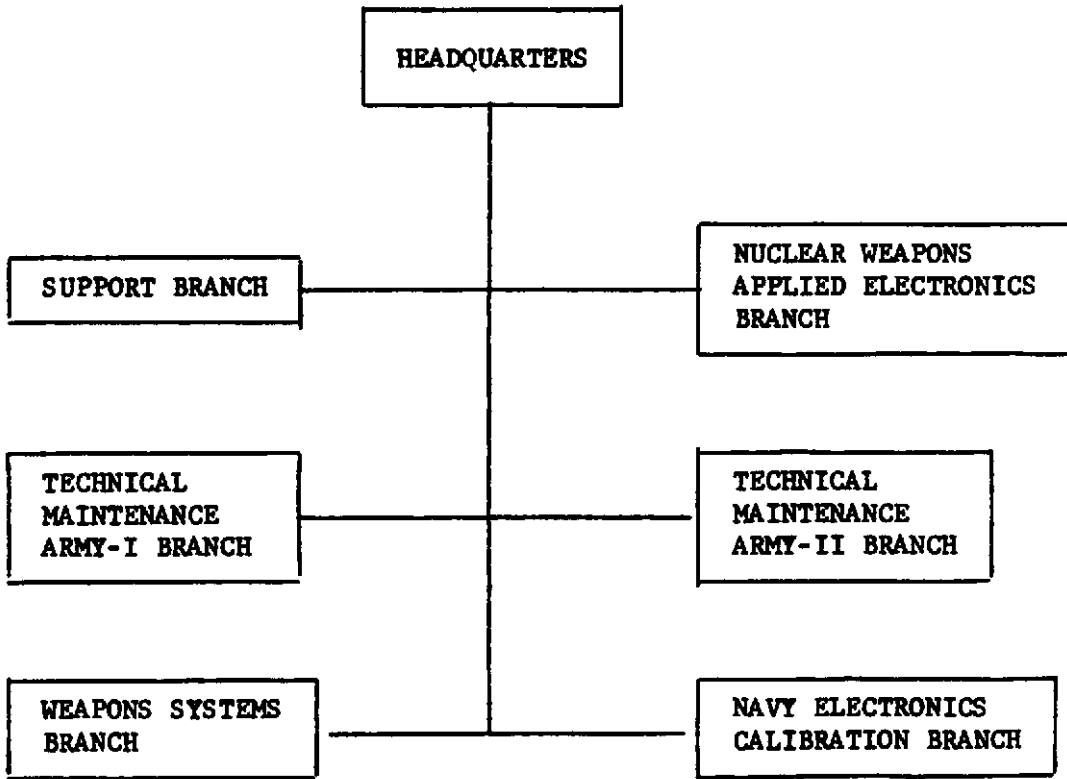 HEADQUARTERS
SUPPORT BRANCH
NUCLEAR WEAPONS
APPLIED ELECTRONICS
BRANCH
TECHNICAL
MAINTENANCE
ARMY-I BRANCH
TECHNICAL
MAINTENANCE
ARMY-II BRANCH
WEAPONS SYSTEMS
BRANCH
NAVY ELECTRONICS
CALIBRATION BRANCH